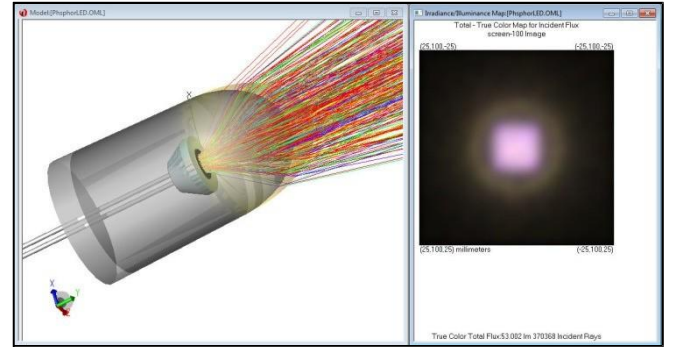 Model:[PhosphorLED.OML]
X
X
Y
Z
Irradiance/Illuminance Map:[PhosphorLED.OML]
Total - True Color Map for Incident Flux
screen-100 Image
(25,100,-25) (-25,100,-25)
(25,100,25) millimeters (-25,100,25)
True Color Total Flux:53.002 lm 370368 Incident Rays